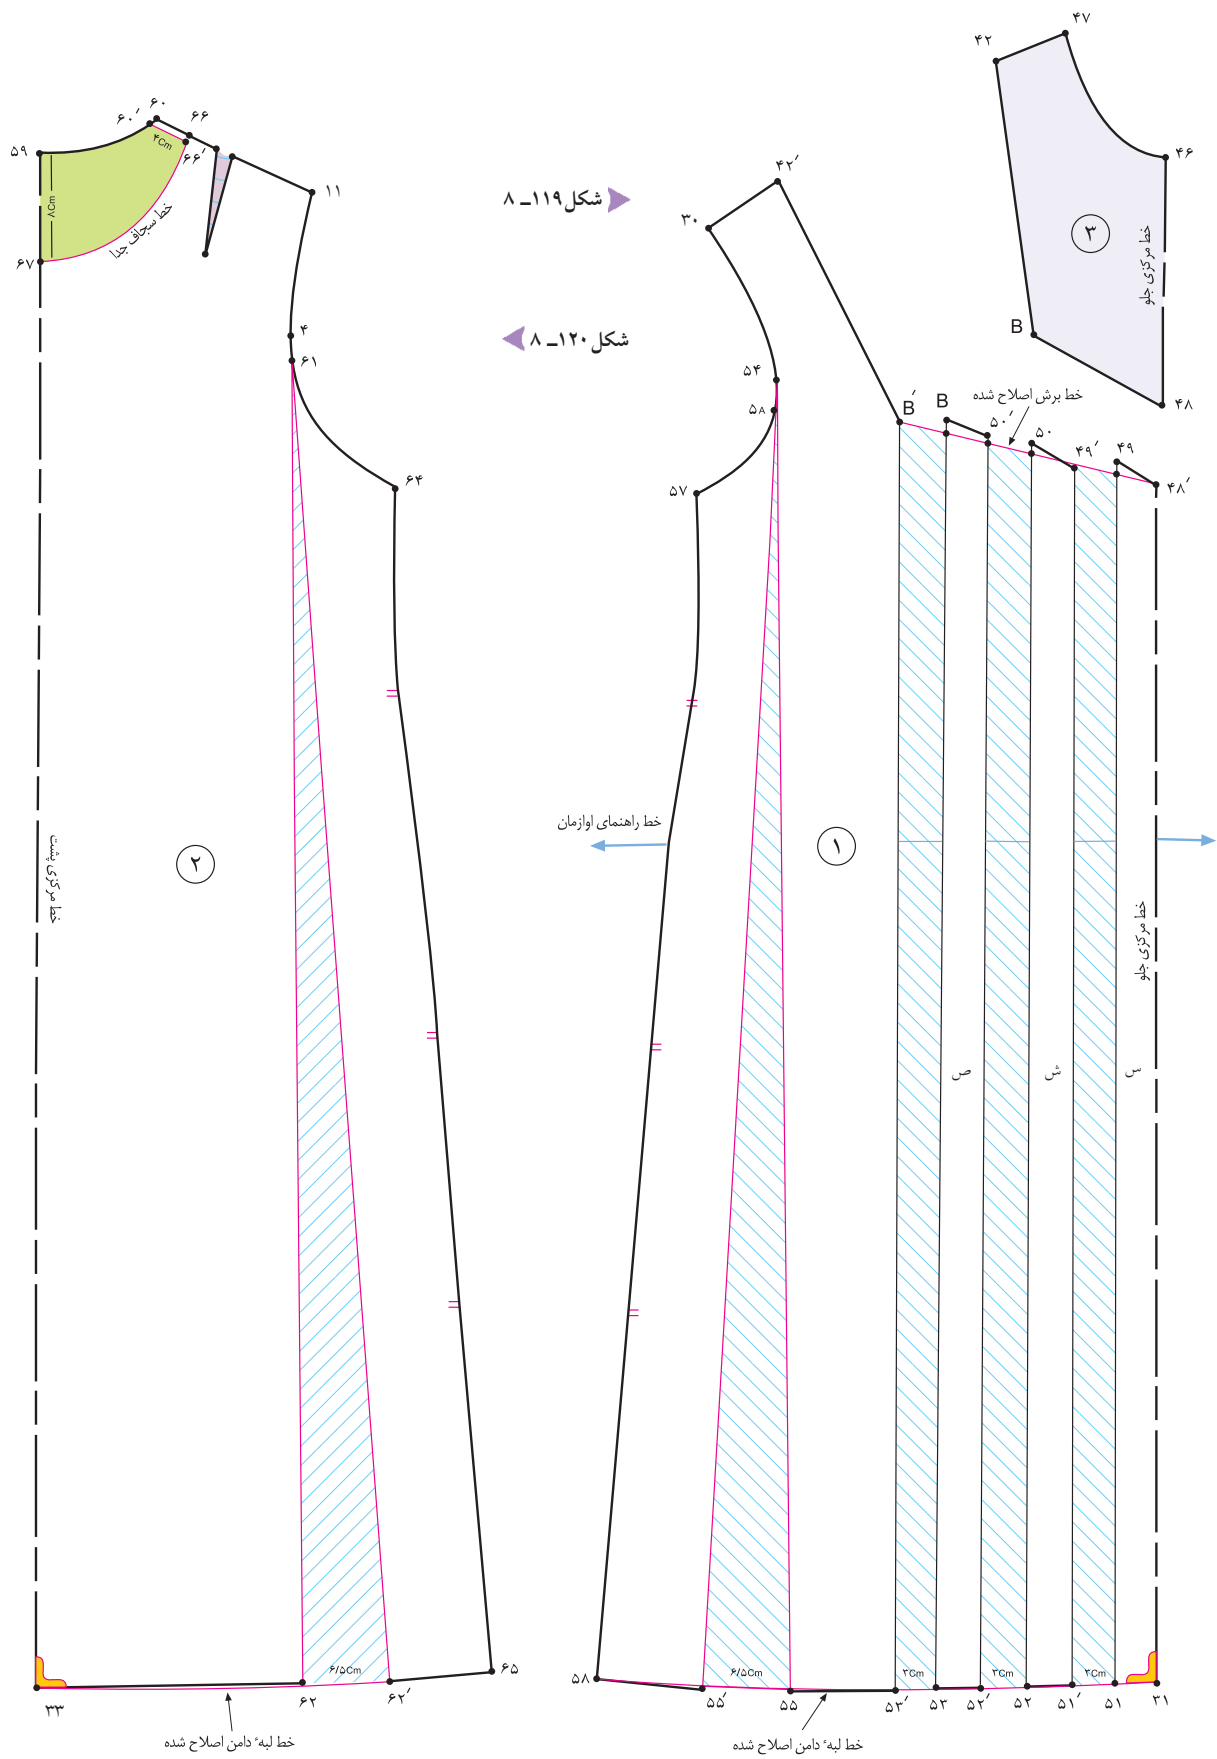 ۴۷
۴۲
۴۶
۳
خط مرکزی جلو
B
۴۸
شکل ۱۱۹ــ ۸
شکل ۱۲۰ــ ۸
۶۰
۶۰′
۶۶
۵۹
۴Cm
۶۶′
۸Cm
خط سجاف جدا
۶۷
۱۱
۴
۶۱
۶۴
۲
خط مرکزی پشت
۶/۵Cm
۳۳
۶۲
۶۲′
۶۵
خط لبهٔ دامن اصلاح شده
۴۲′
۳۰
۵۴
۵۸
۵۷
B′
B
۵۰′
خط برش اصلاح شده
۵۰
۴۹′
۴۹
۴۸′
خط راهنمای اوازمان
۱
خط مرکزی جلو
ص
ش
س
۶/۵Cm
۳Cm
۳Cm
۳Cm
۵۸
۵۵′
۵۵
۵۳′
۵۳
۵۲′
۵۲
۵۱′
۵۱
۳۱
خط لبهٔ دامن اصلاح شده